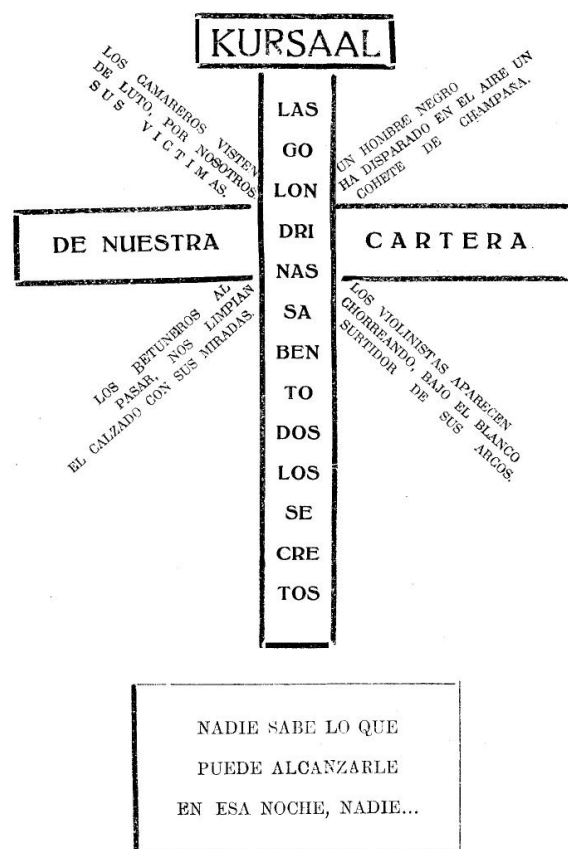 KURSAAL
LOS CAMAREROS VISTEN
DE LUTO, POR NOSOTROS
SUS VICTIMAS.
UN HOMBRE NEGRO
HA DISPARADO EN EL AIRE UN
COHETE DE CHAMPAÑA.
LAS
GO
LON
DRI
NAS
SA
BEN
TO
DOS
LOS
SE
CRE
TOS
DE NUESTRA
CARTERA
LOS BETUNEROS AL
PASAR, NOS LIMPIAN
EL CALZADO CON SUS MIRADAS.
LOS VIOLINISTAS APARECEN
CHORREANDO, BAJO EL BLANCO
SURTIDOR DE SUS ARCOS.
NADIE SABE LO QUE
PUEDE ALCANZARLE
EN ESA NOCHE, NADIE...